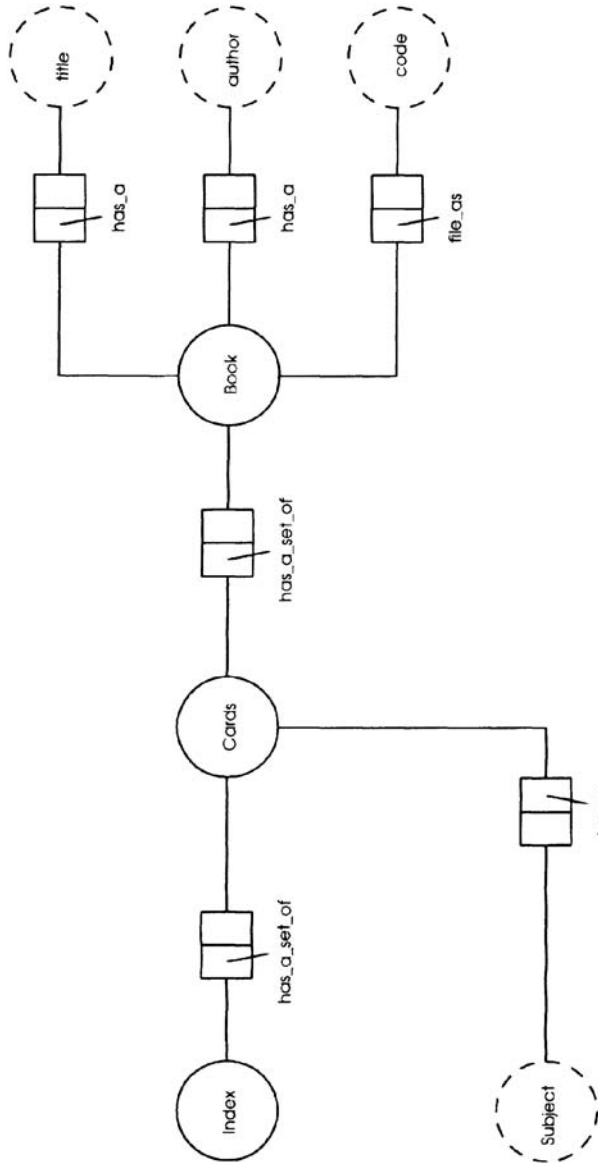 title
has_a
author
has_a
code
file_as
Book
has_a_set_of
Cards
has_a_set_of
Index
Subject